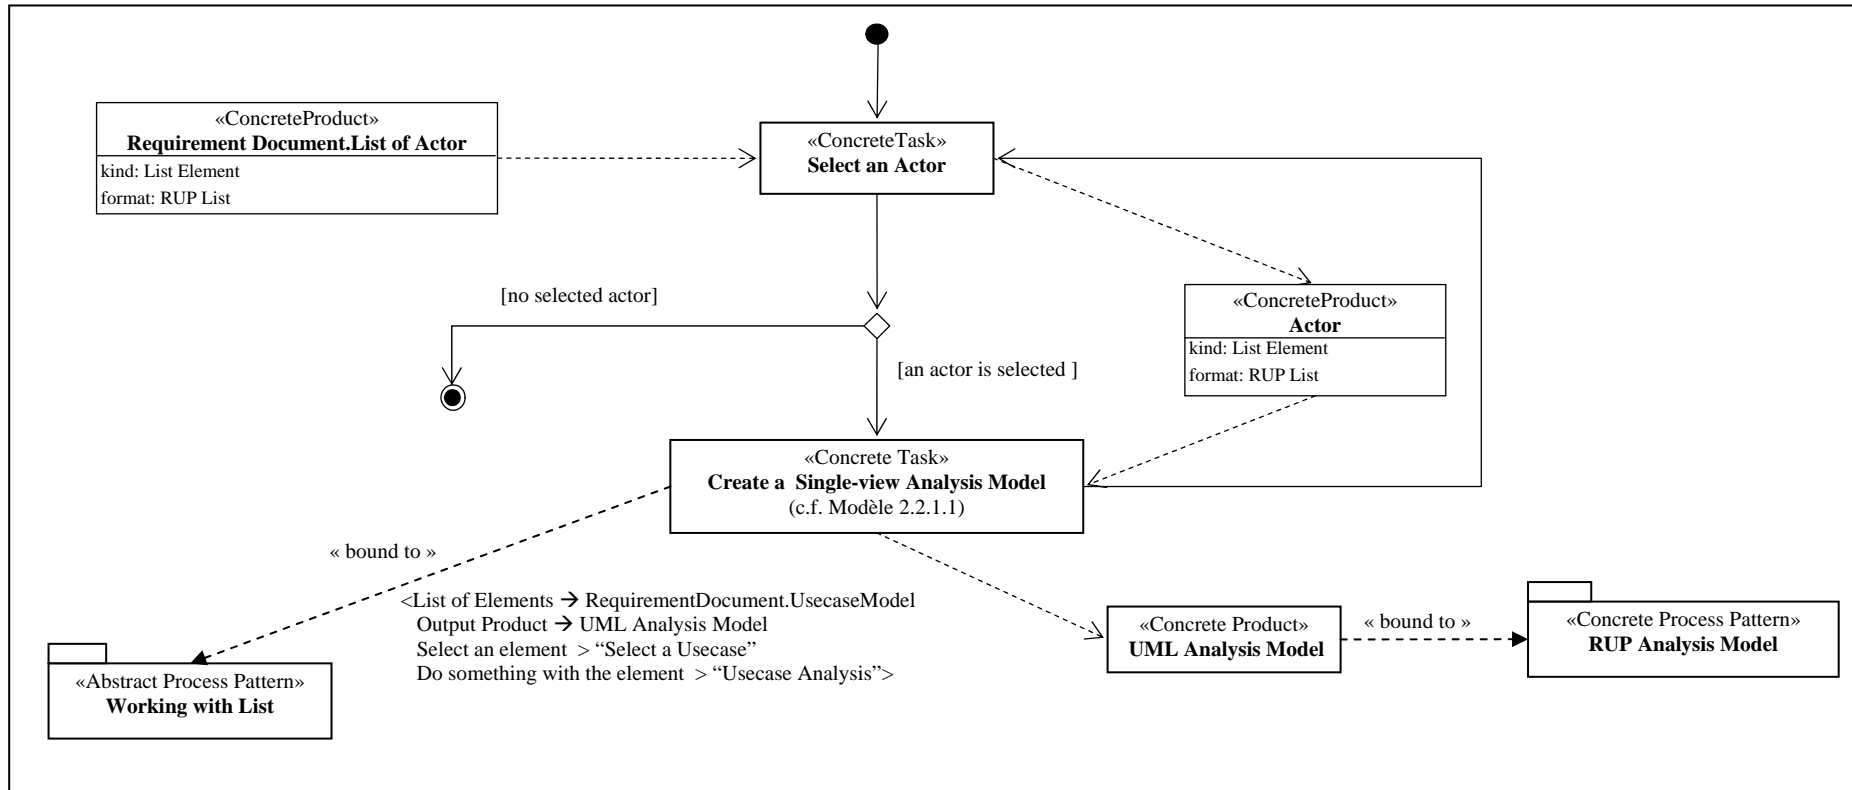 «ConcreteProduct»
Requirement Document.List of Actor
kind: List Element
format: RUP List
«ConcreteTask»
Select an Actor
[no selected actor]
«ConcreteProduct»
Actor
kind: List Element
format: RUP List
[an actor is selected ]
«Concrete Task»
Create a  Single-view Analysis Model
(c.f. Modèle 2.2.1.1)
« bound to »
<List of Elements → RequirementDocument.UsecaseModel
Output Product → UML Analysis Model
Select an element  > “Select a Usecase”
Do something with the element  > “Usecase Analysis”>
«Abstract Process Pattern»
Working with List
«Concrete Product»
UML Analysis Model
« bound to »
«Concrete Process Pattern»
RUP Analysis Model